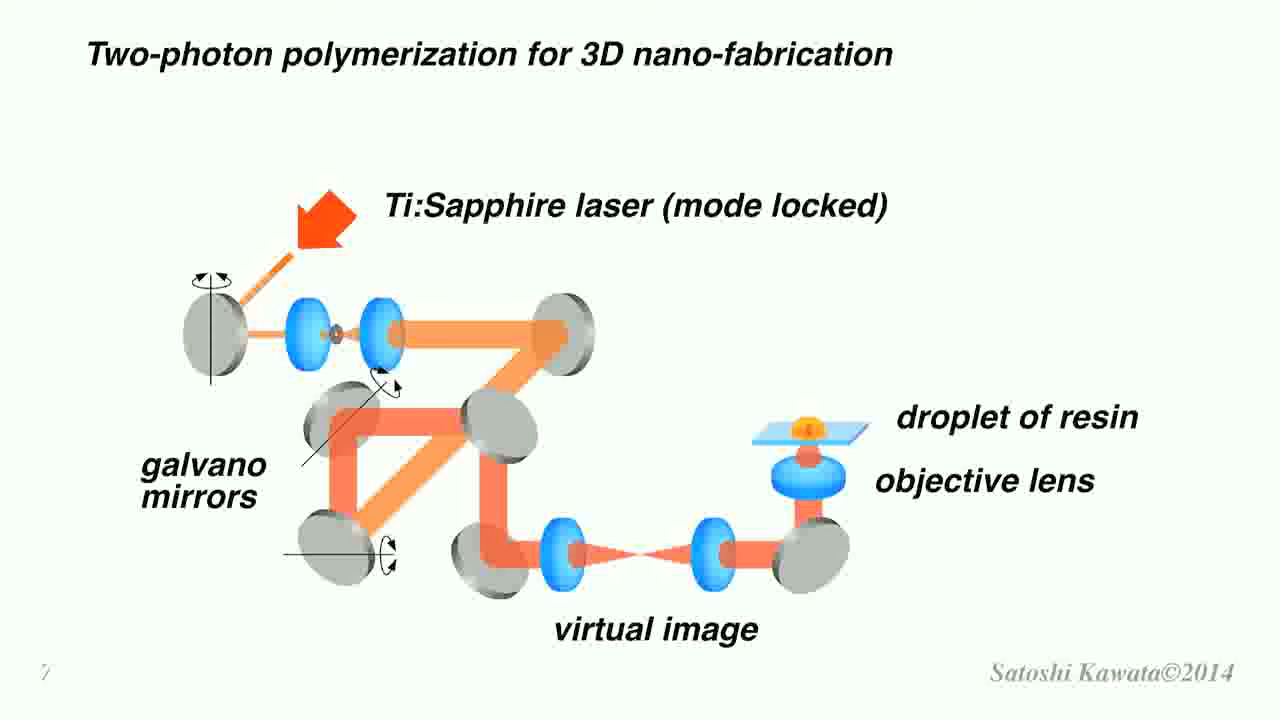 Two-photon polymerization for 3D nano-fabrication
Ti:Sapphire laser (mode locked)
droplet of resin
galvano
mirrors
objective lens
virtual image
7
Satoshi Kawata©2014